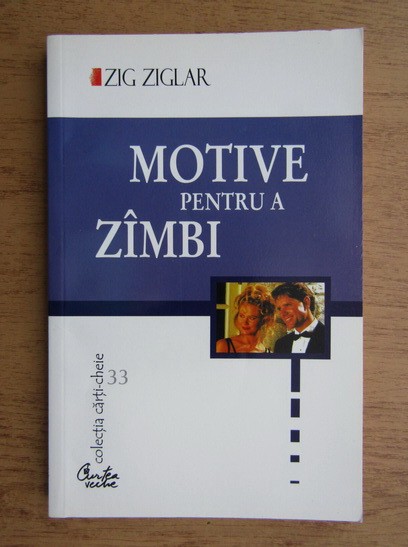 ZIG ZIGLAR
MOTIVE
PENTRU A
ZÎMBI
colecția cărți-cheie 33
Curtea
veche